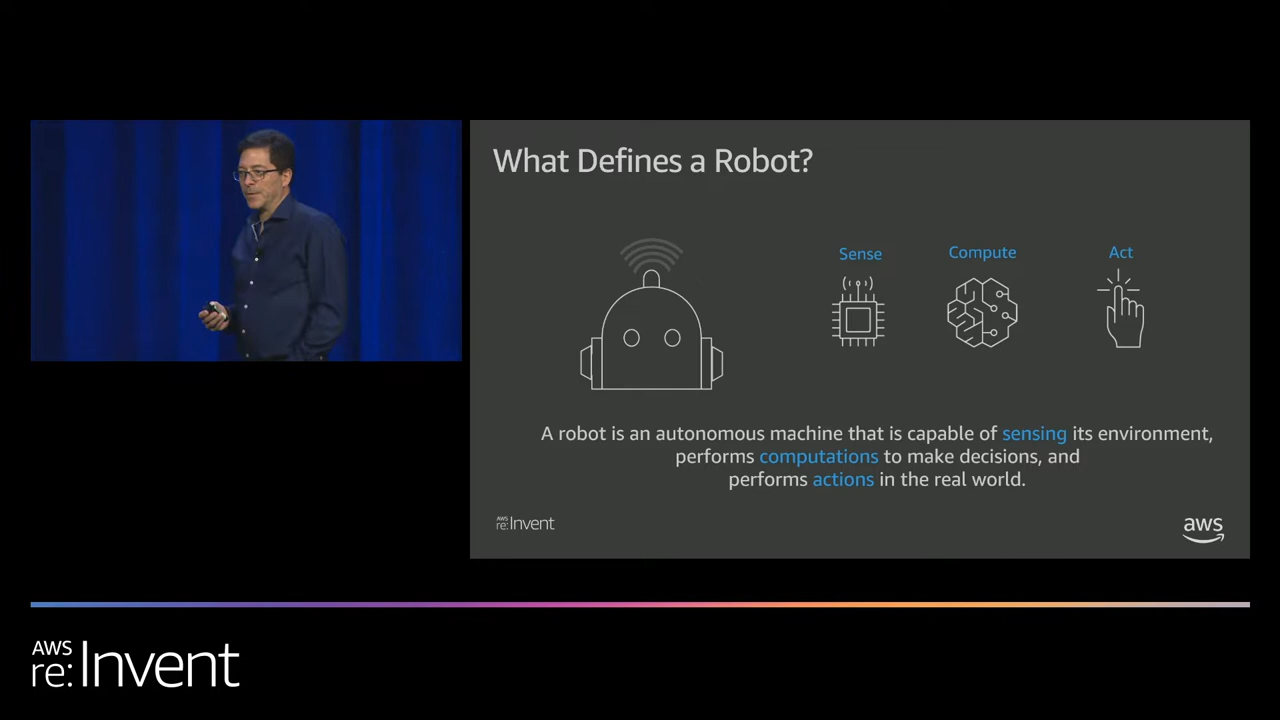 What Defines a Robot?
Sense
Compute
Act
A robot is an autonomous machine that is capable of sensing its environment,
performs computations to make decisions, and
performs actions in the real world.
AWS
re:Invent
aws
AWS
re:Invent